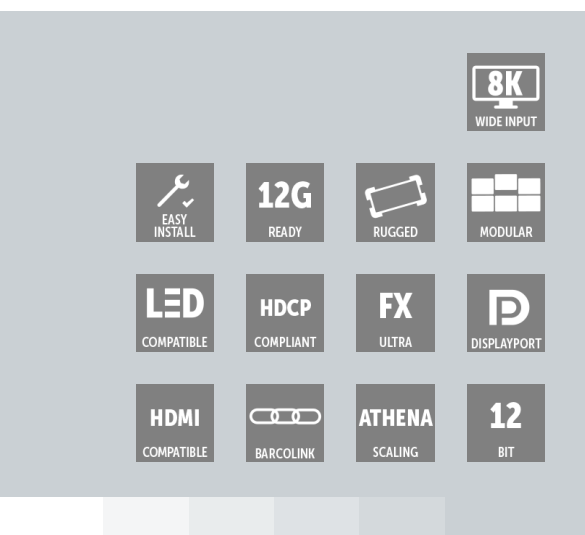 8K
WIDE INPUT
EASY
INSTALL
12G
READY
RUGGED
MODULAR
LED
COMPATIBLE
HDCP
COMPLIANT
FX
ULTRA
DISPLAYPORT
HDMI
COMPATIBLE
BARCOLINK
ATHENA
SCALING
12
BIT